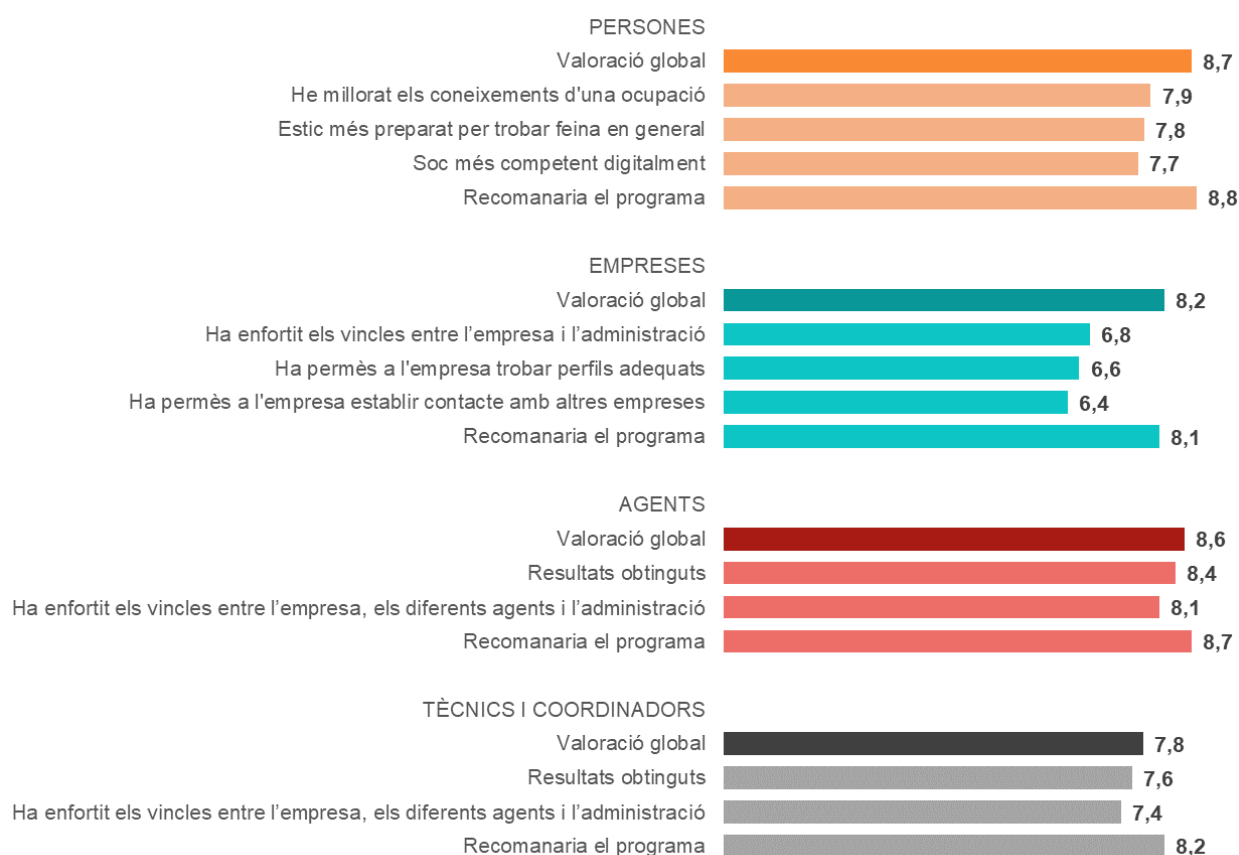 PERSONES
Valoració global 8,7
He millorat els coneixements d'una ocupació 7,9
Estic més preparat per trobar feina en general 7,8
Soc més competent digitalment 7,7
Recomanaria el programa 8,8
EMPRESES
Valoració global 8,2
Ha enfortit els vincles entre l’empresa i l’administració 6,8
Ha permès a l'empresa trobar perfils adequats 6,6
Ha permès a l'empresa establir contacte amb altres empreses 6,4
Recomanaria el programa 8,1
AGENTS
Valoració global 8,6
Resultats obtinguts 8,4
Ha enfortit els vincles entre l’empresa, els diferents agents i l’administració 8,1
Recomanaria el programa 8,7
TÈCNICS I COORDINADORS
Valoració global 7,8
Resultats obtinguts 7,6
Ha enfortit els vincles entre l’empresa, els diferents agents i l’administració 7,4
Recomanaria el programa 8,2